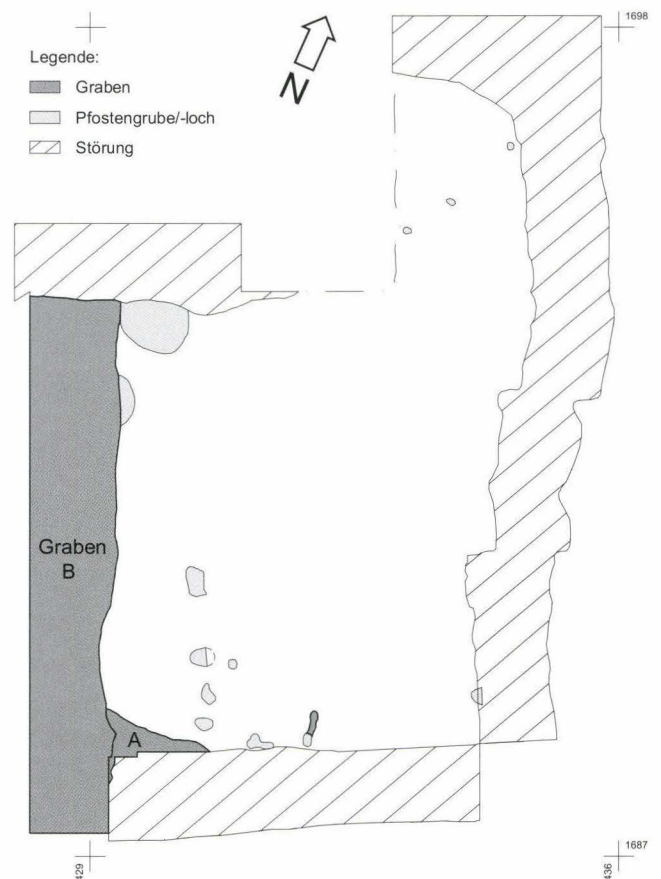 1698
Legende:
Graben
Pfostengrube/-loch
Störung
N
Graben
B
A
1687
429
436